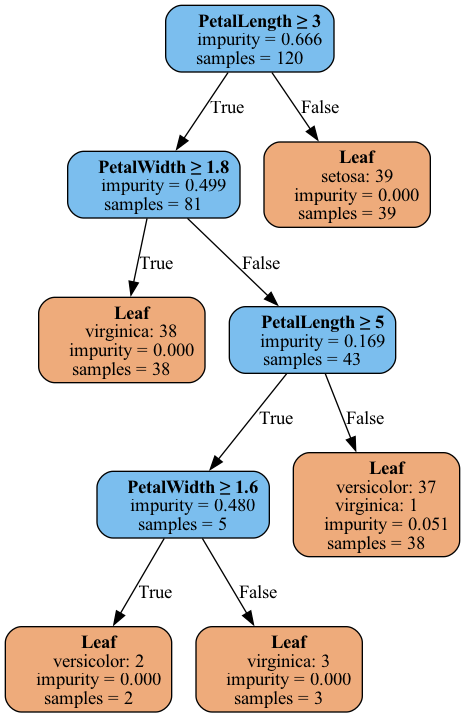 PetalLength ≥ 3
impurity = 0.666
samples = 120
True
False
PetalWidth ≥ 1.8
impurity = 0.499
samples = 81
Leaf
setosa: 39
impurity = 0.000
samples = 39
True
False
Leaf
virginica: 38
impurity = 0.000
samples = 38
PetalLength ≥ 5
impurity = 0.169
samples = 43
True
False
PetalWidth ≥ 1.6
impurity = 0.480
samples = 5
Leaf
versicolor: 37
virginica: 1
impurity = 0.051
samples = 38
True
False
Leaf
versicolor: 2
impurity = 0.000
samples = 2
Leaf
virginica: 3
impurity = 0.000
samples = 3